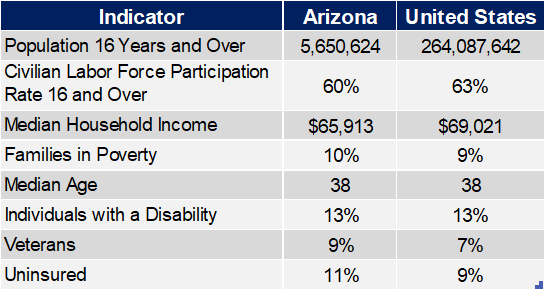 Indicator Arizona United States
Population 16 Years and Over 5,650,624 264,087,642
Civilian Labor Force Participation
Rate 16 and Over 60% 63%
Median Household Income $65,913 $69,021
Families in Poverty 10% 9%
Median Age 38 38
Individuals with a Disability 13% 13%
Veterans 9% 7%
Uninsured 11% 9%